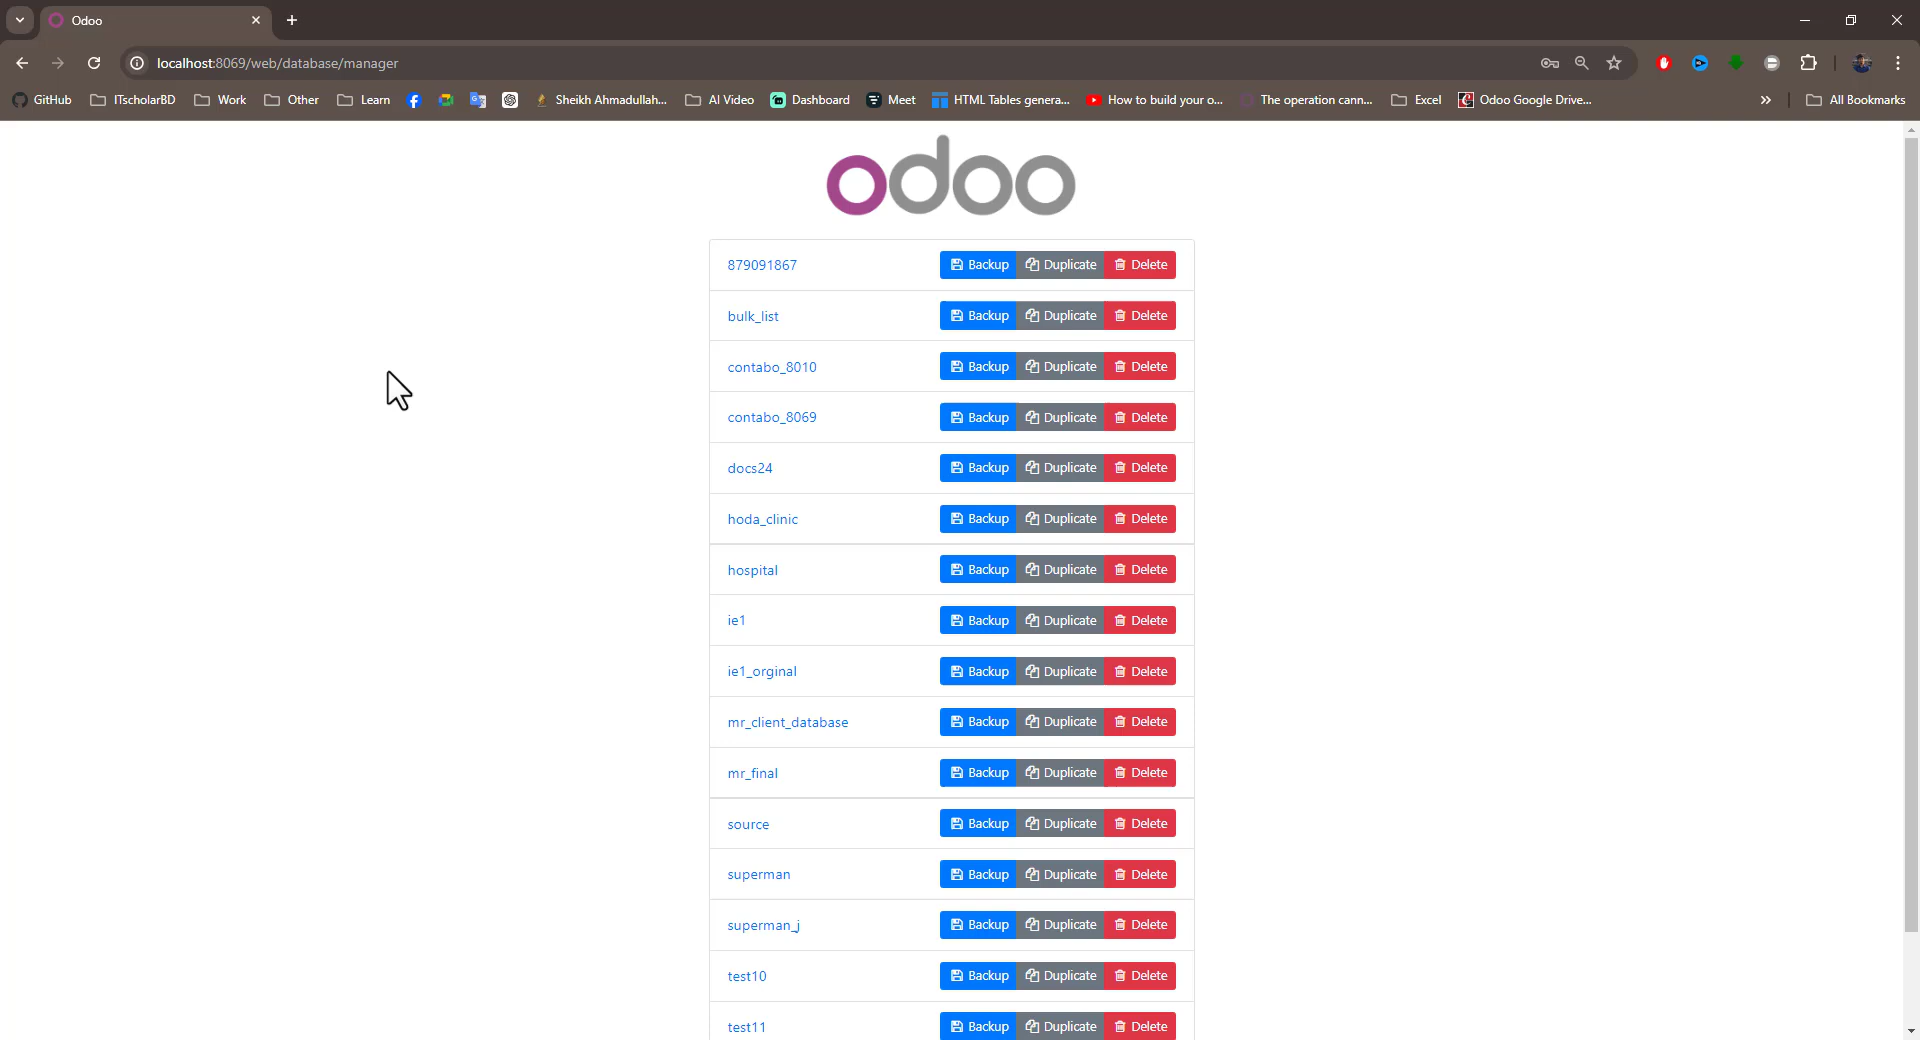 Odoo
localhost:8069/web/database/manager
GitHub ITscholarBD Work Other Learn Sheikh Ahmadullah... AI Video Dashboard Meet HTML Tables genera... How to build your o... The operation cann... Excel Odoo Google Drive... » All Bookmarks
odoo
879091867 Backup Duplicate Delete
bulk_list Backup Duplicate Delete
contabo_8010 Backup Duplicate Delete
contabo_8069 Backup Duplicate Delete
docs24 Backup Duplicate Delete
hoda_clinic Backup Duplicate Delete
hospital Backup Duplicate Delete
ie1 Backup Duplicate Delete
ie1_orginal Backup Duplicate Delete
mr_client_database Backup Duplicate Delete
mr_final Backup Duplicate Delete
source Backup Duplicate Delete
superman Backup Duplicate Delete
superman_j Backup Duplicate Delete
test10 Backup Duplicate Delete
test11 Backup Duplicate Delete